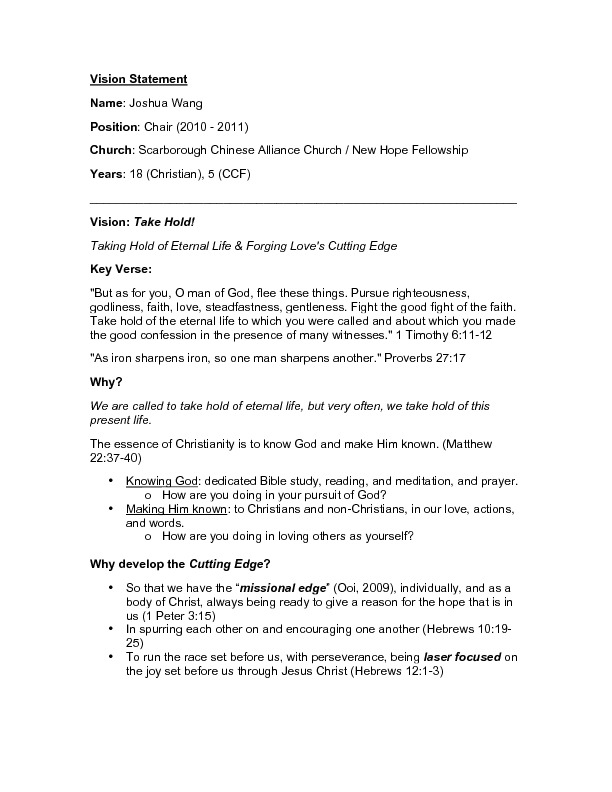 Vision Statement
Name: Joshua Wang
Position: Chair (2010 - 2011)
Church: Scarborough Chinese Alliance Church / New Hope Fellowship
Years: 18 (Christian), 5 (CCF)
Vision: Take Hold!
Taking Hold of Eternal Life & Forging Love's Cutting Edge
Key Verse:
"But as for you, O man of God, flee these things. Pursue righteousness,
godliness, faith, love, steadfastness, gentleness. Fight the good fight of the faith.
Take hold of the eternal life to which you were called and about which you made
the good confession in the presence of many witnesses." 1 Timothy 6:11-12
"As iron sharpens iron, so one man sharpens another." Proverbs 27:17
Why?
We are called to take hold of eternal life, but very often, we take hold of this
present life.
The essence of Christianity is to know God and make Him known. (Matthew
22:37-40)
• Knowing God: dedicated Bible study, reading, and meditation, and prayer.
o How are you doing in your pursuit of God?
• Making Him known: to Christians and non-Christians, in our love, actions,
and words.
o How are you doing in loving others as yourself?
Why develop the Cutting Edge?
• So that we have the “missional edge” (Ooi, 2009), individually, and as a
body of Christ, always being ready to give a reason for the hope that is in
us (1 Peter 3:15)
• In spurring each other on and encouraging one another (Hebrews 10:19-
25)
• To run the race set before us, with perseverance, being laser focused on
the joy set before us through Jesus Christ (Hebrews 12:1-3)